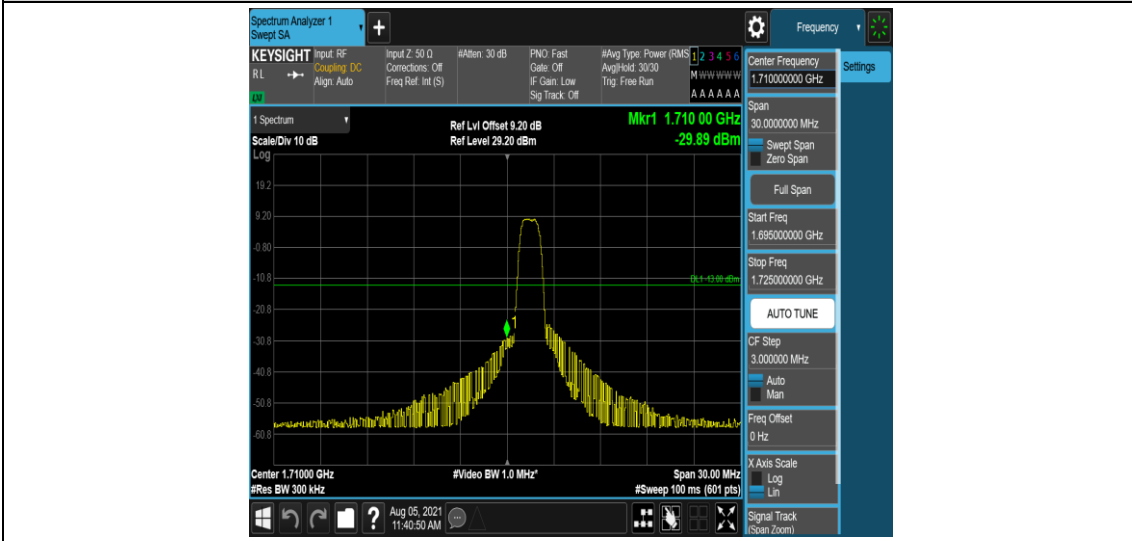 Spectrum Analyzer 1
Swept SA
+
Frequency
KEYSIGHT
RL
LXI
Input: RF
Coupling: DC
Align: Auto
Input Z: 50 Ω
Corrections: Off
Freq Ref: Int (S)
#Atten: 30 dB
PNO: Fast
Gate: Off
IF Gain: Low
Sig Track: Off
#Avg Type: Power (RMS
Avg|Hold: 30/30
Trig: Free Run
1 2 3 4 5 6
M W W W W W
A A A A A A
1 Spectrum
Scale/Div 10 dB
Log
Ref Lvl Offset 9.20 dB
Ref Level 29.20 dBm
Mkr1 1.710 00 GHz
-29.89 dBm
19.2
9.20
-0.80
-10.8
-20.8
-30.8
-40.8
-50.8
-60.8
DL1 -13.00 dBm
1
Center 1.71000 GHz
#Res BW 300 kHz
#Video BW 1.0 MHz*
Span 30.00 MHz
#Sweep 100 ms (601 pts)
?
Aug 05, 2021
11:40:50 AM
Center Frequency
1.710000000 GHz
Span
30.0000000 MHz
Swept Span
Zero Span
Full Span
Start Freq
1.695000000 GHz
Stop Freq
1.725000000 GHz
AUTO TUNE
CF Step
3.000000 MHz
Auto
Man
Freq Offset
0 Hz
X Axis Scale
Log
Lin
Signal Track
(Span Zoom)
Settings